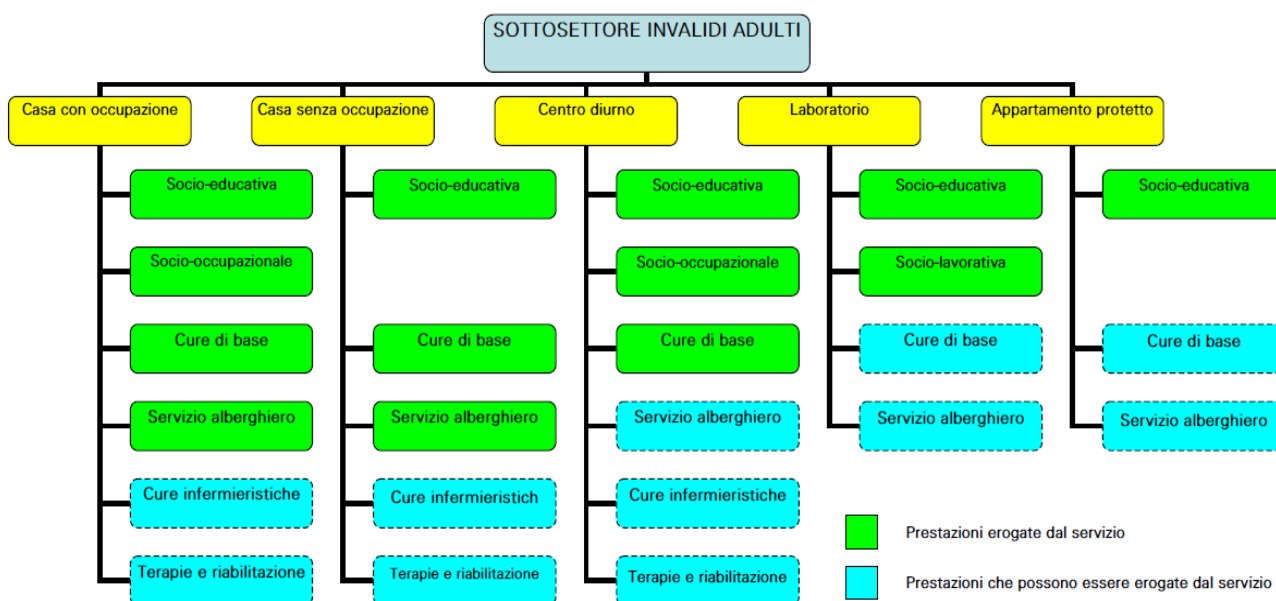 SOTTOSETTORE INVALIDI ADULTI
Casa con occupazione
Casa senza occupazione
Centro diurno
Laboratorio
Appartamento protetto
Socio-educativa
Socio-educativa
Socio-educativa
Socio-educativa
Socio-educativa
Socio-occupazionale
Socio-occupazionale
Socio-lavorativa
Cure di base
Cure di base
Cure di base
Cure di base
Cure di base
Servizio alberghiero
Servizio alberghiero
Servizio alberghiero
Servizio alberghiero
Servizio alberghiero
Cure infermieristiche
Cure infermieristich
Cure infermieristiche
Terapie e riabilitazione
Terapie e riabilitazione
Terapie e riabilitazione
Prestazioni erogate dal servizio
Prestazioni che possono essere erogate dal servizio